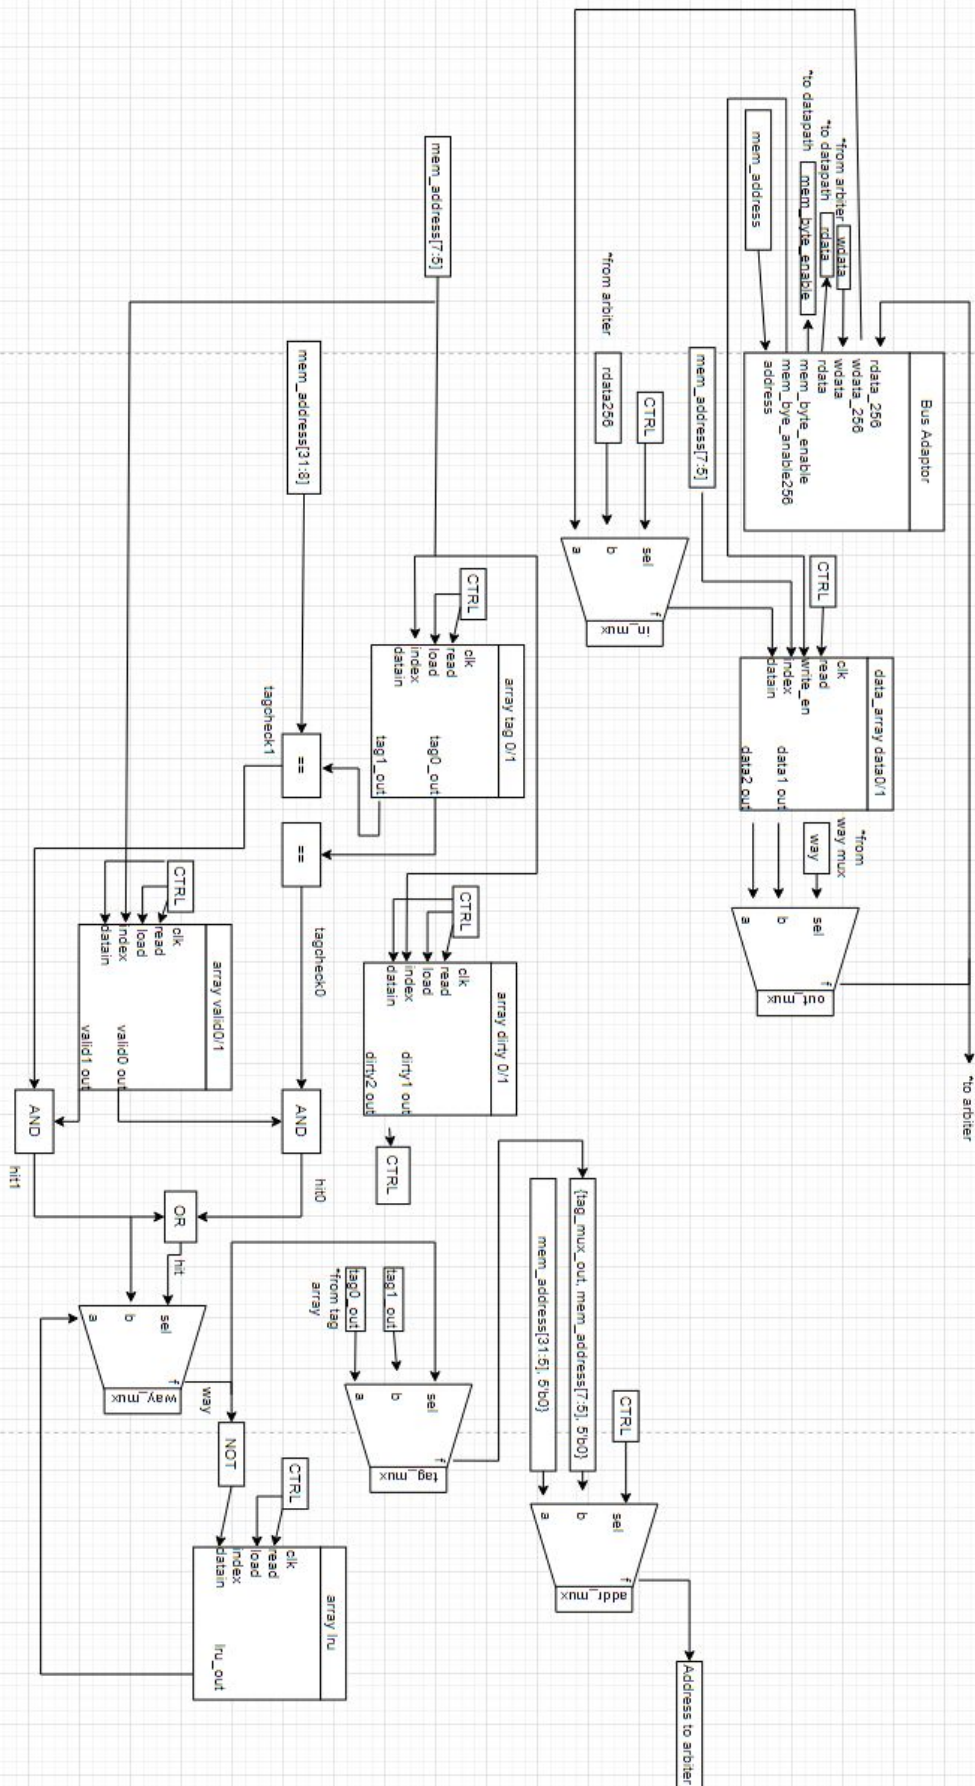 Bus Adaptor
rdata_256
wdata_256
wdata
rdata
mem_byte_enable
mem_bye_anable256
address
*from arbiter
wdata
*to datapath
rdata
*to datapath
mem_byte_enable
mem_address
mem_address[7:5]
CTRL
*from arbiter
rdata256
sel
b
a
f
in_mux
CTRL
data_array data0/1
clk
read
write_en
index
datain
data1 out
data2 out
*from
way mux
way
sel
b
a
f
out_mux
*to arbiter
mem_address[7:5]
mem_address[31:8]
CTRL
array tag 0/1
clk
read
load
index
datain
tag0_out
tag1_out
==
tagcheck1
==
tagcheck0
CTRL
array dirty 0/1
clk
read
load
index
datain
dirty1 out
dirty2 out
CTRL
CTRL
array valid0/1
clk
read
load
index
datain
valid0 out
valid1 out
AND
hit0
AND
hit1
OR
hit
sel
b
a
f
way_mux
way
NOT
CTRL
array lru
clk
read
load
index
datain
lru_out
tag1_out
tag0_out
*from tag
array
sel
b
a
f
tag_mux
{tag_mux_out, mem_address[7:5], 5'b0}
mem_address[31:5], 5'b0}
CTRL
sel
b
a
f
addr_mux
Address to arbiter